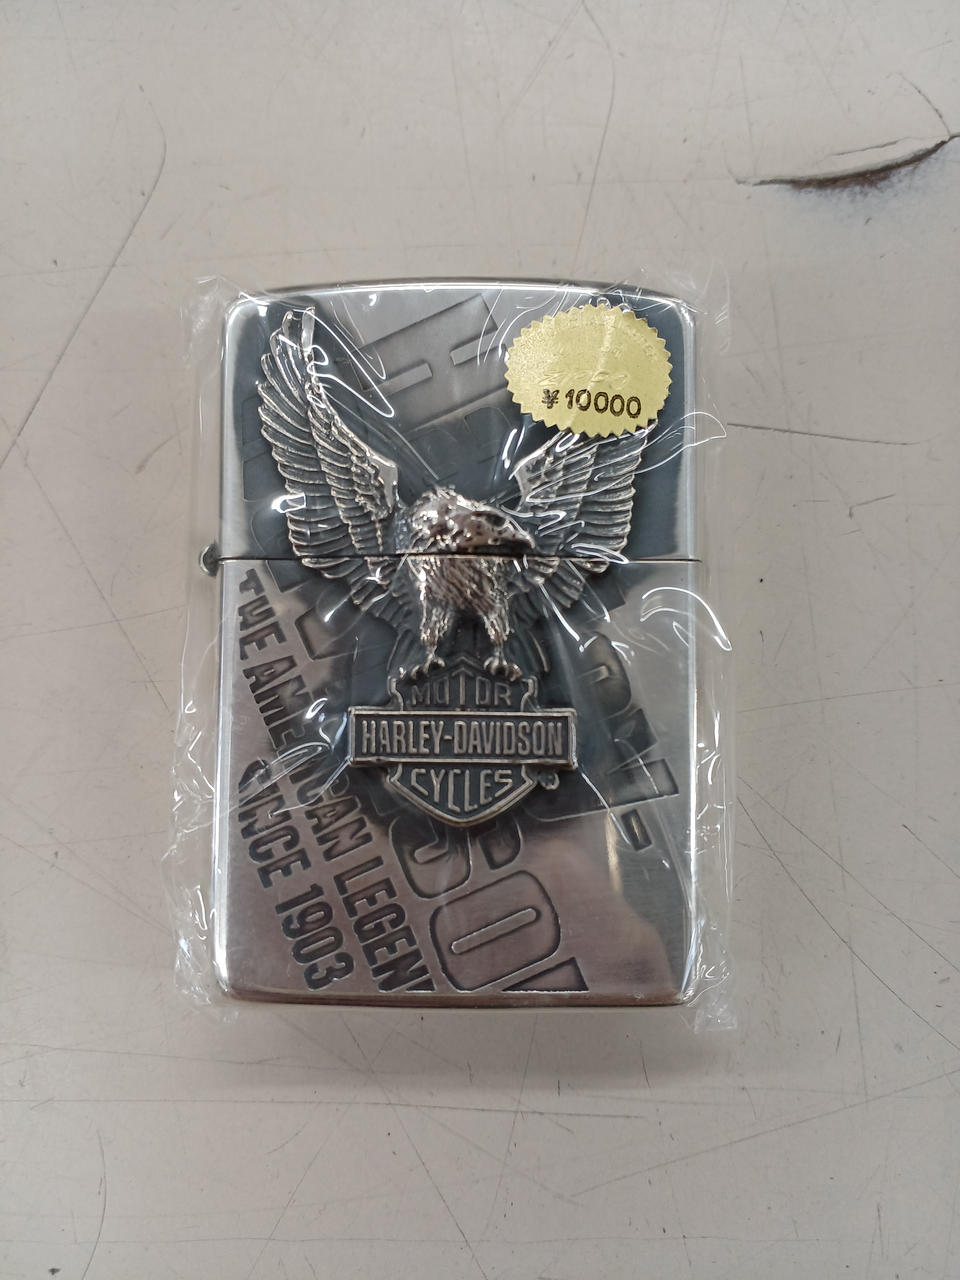 ¥10000
MOTOR
HARLEY-DAVIDSON
CYCLES
THE AMERICAN LEGEN
SINCE 1903